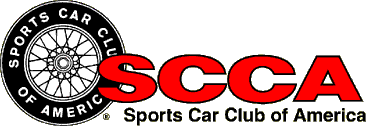 SPORTS CAR CLUB
OF AMERICA
®
SCCA
Sports Car Club of America